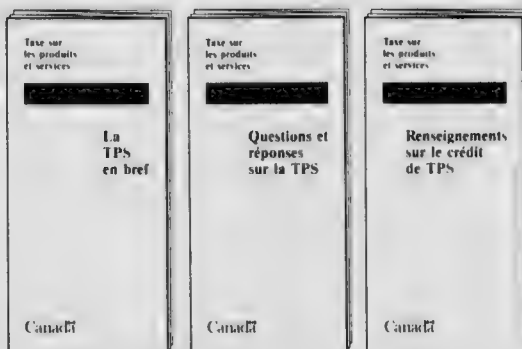 Taxe sur
les produits
et services
La
TPS
en bref
Canada
Taxe sur
les produits
et services
Questions et
réponses
sur la TPS
Canada
Taxe sur
les produits
et services
Renseignements
sur le crédit
de TPS
Canada